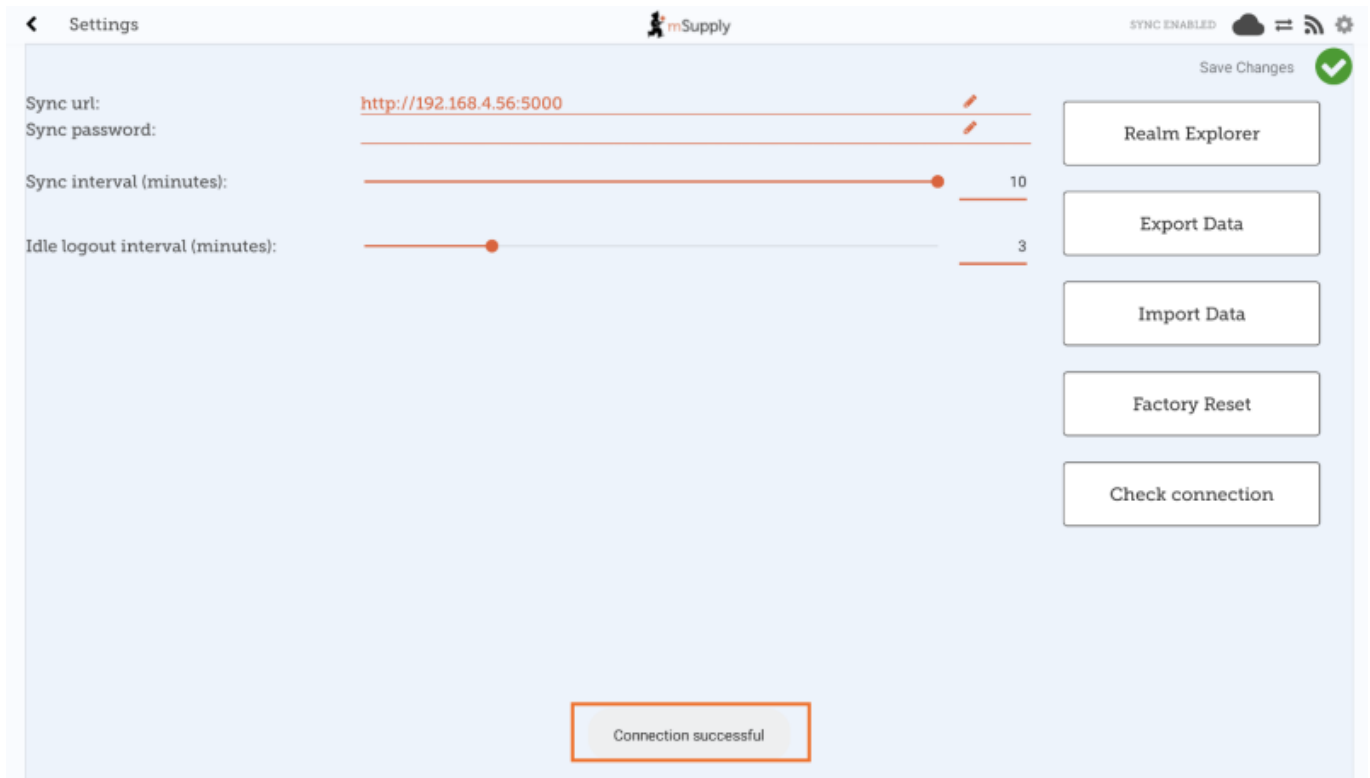 Settings
mSupply
SYNC ENABLED
Save Changes
Sync url:
http://192.168.4.56:5000
Sync password:
Sync interval (minutes):
10
Idle logout interval (minutes):
3
Realm Explorer
Export Data
Import Data
Factory Reset
Check connection
Connection successful